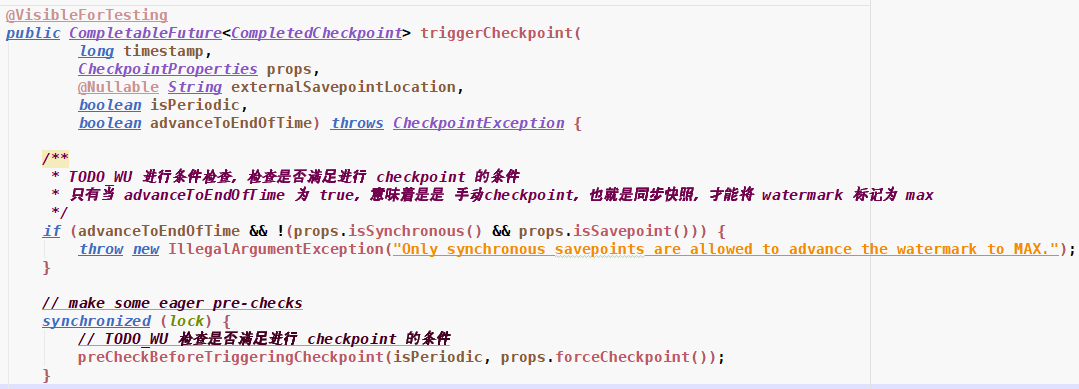 @VisibleForTesting
public CompletableFuture<CompletedCheckpoint> triggerCheckpoint(
        long timestamp,
        CheckpointProperties props,
        @Nullable String externalSavepointLocation,
        boolean isPeriodic,
        boolean advanceToEndOfTime) throws CheckpointException {
    /**
     * TODO_WU 进行条件检查, 检查是否满足进行 checkpoint 的条件
     * 只有当 advanceToEndOfTime 为 true, 意味着是是 手动checkpoint, 也就是同步快照, 才能将 watermark 标记为 max
     */
    if (advanceToEndOfTime && !(props.isSynchronous() && props.isSavepoint())) {
        throw new IllegalArgumentException("Only synchronous savepoints are allowed to advance the watermark to MAX.");
    }
    // make some eager pre-checks
    synchronized (lock) {
        // TODO_WU 检查是否满足进行 checkpoint 的条件
        preCheckBeforeTriggeringCheckpoint(isPeriodic, props.forceCheckpoint());
    }